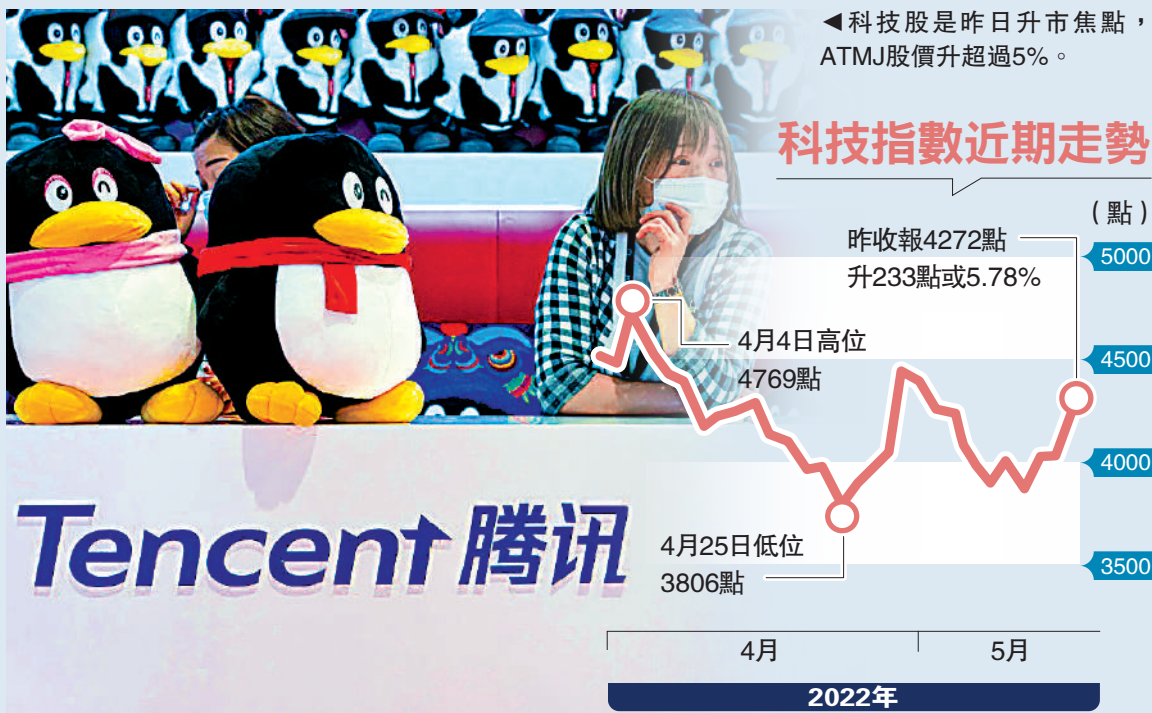 ◀科技股是昨日升市焦點，
ATMJ股價升超過5%。
科技指數近期走勢
（點）
昨收報4272點
升233點或5.78%
5000
4月4日高位
4769點
4500
4000
4月25日低位
3806點
3500
Tencent 腾讯
4月
5月
2022年